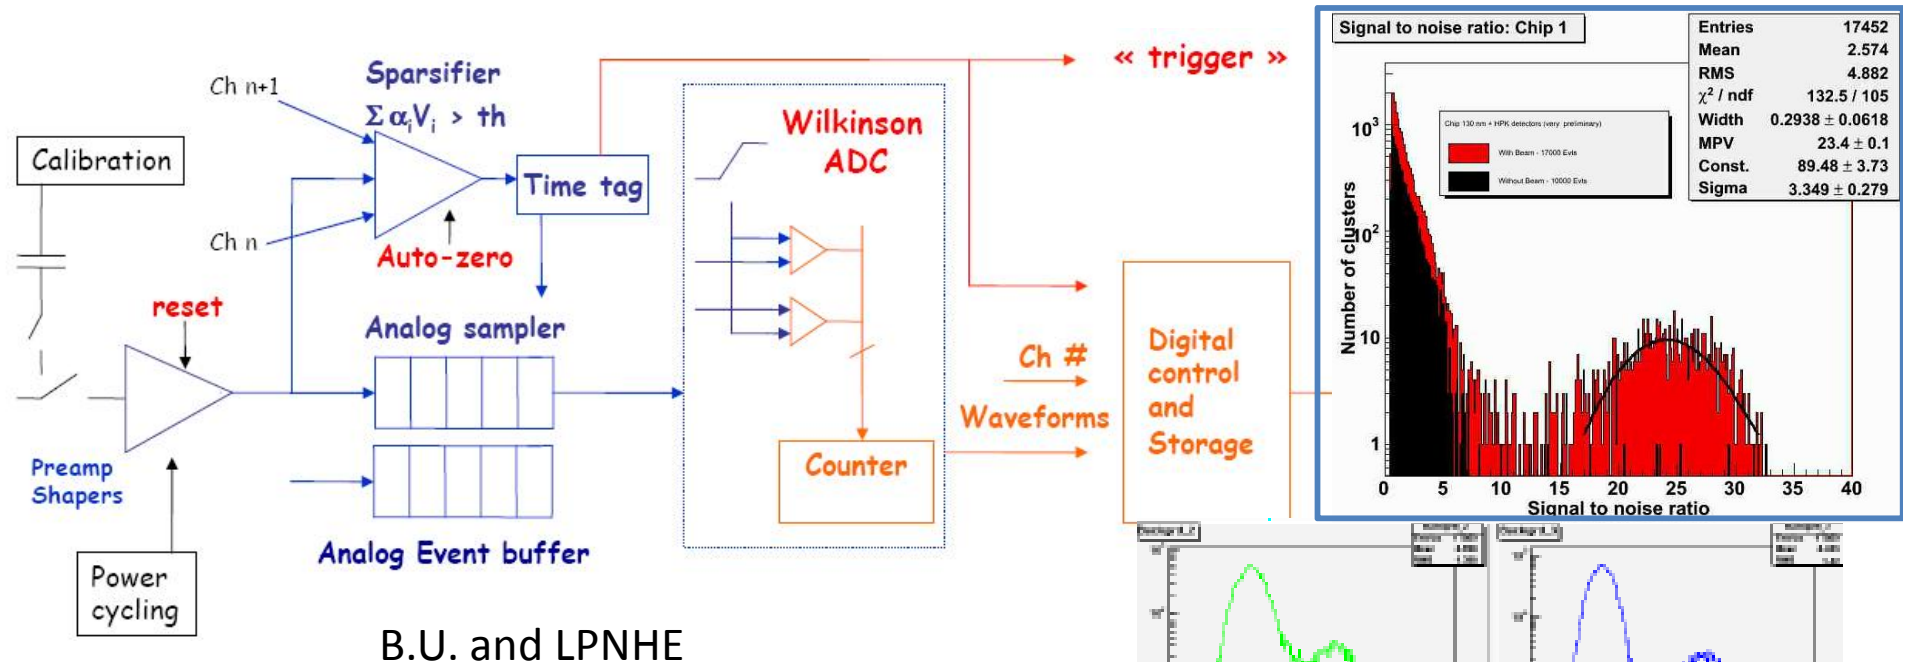 Ch n+1
Sparsifier
Σ αᵢVᵢ > th
« trigger »
Calibration
Time tag
Wilkinson
ADC
Ch n
Auto-zero
reset
Analog sampler
Preamp
Shapers
Analog Event buffer
Power
cycling
Counter
Ch #
Waveforms
Digital
control
and
Storage
B.U. and LPNHE
Signal to noise ratio: Chip 1
Entries 17452
Mean 2.574
RMS 4.882
χ² / ndf 132.5 / 105
Width 0.2938 ± 0.0618
MPV 23.4 ± 0.1
Const. 89.48 ± 3.73
Sigma 3.349 ± 0.279
Chip 130 nm + HPK detectors (very preliminary)
With Beam - 17000 Evts
Without Beam - 10000 Evts
Number of clusters
10³
10²
10
1
0 5 10 15 20 25 30 35 40
Signal to noise ratio